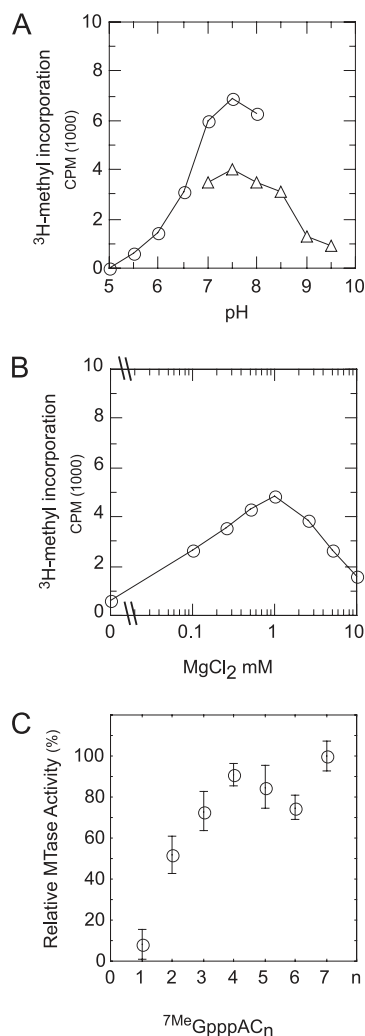 A
³H-methyl incorporation
CPM (1000)
10
8
6
4
2
0
5 6 7 8 9 10
pH
B
³H-methyl incorporation
CPM (1000)
10
8
6
4
2
0
0 0.1 1 10
MgCl₂ mM
C
Relative MTase Activity (%)
100
80
60
40
20
0
0 1 2 3 4 5 6 7 n
⁷ᴹᵉGpppACₙ